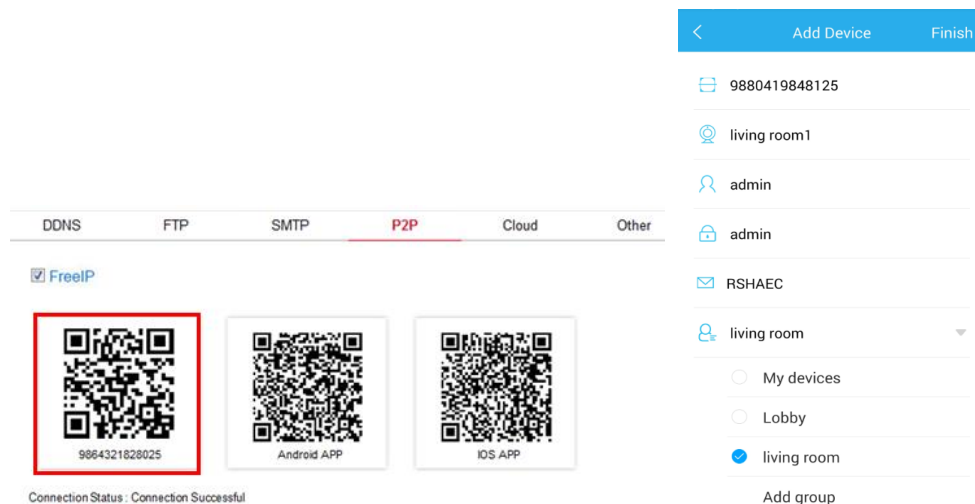 DDNS FTP SMTP P2P Cloud Other
FreeIP
9864321828025 Android APP IOS APP
Connection Status : Connection Successful
Add Device Finish
9880419848125
living room1
admin
admin
RSHAEC
living room
My devices
Lobby
living room
Add group